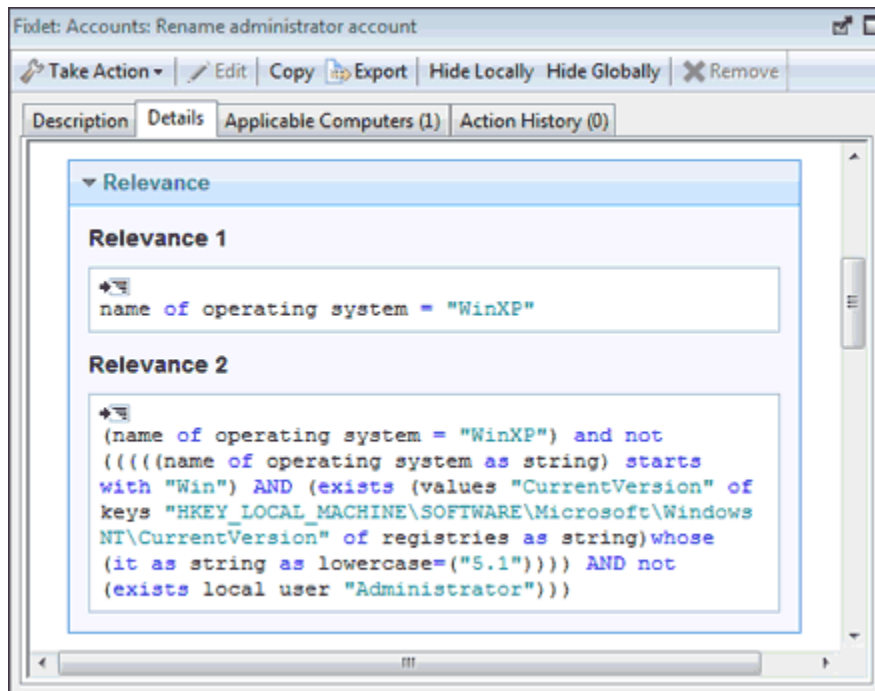 Fixlet: Accounts: Rename administrator account
Take Action Edit Copy Export Hide Locally Hide Globally Remove
Description Details Applicable Computers (1) Action History (0)
Relevance
Relevance 1
name of operating system = "WinXP"
Relevance 2
(name of operating system = "WinXP") and not
(((((name of operating system as string) starts
with "Win") AND (exists (values "CurrentVersion" of
keys "HKEY_LOCAL_MACHINE\SOFTWARE\Microsoft\Windows
NT\CurrentVersion" of registries as string)whose
(it as string as lowercase=("5.1")))) AND not
(exists local user "Administrator")))